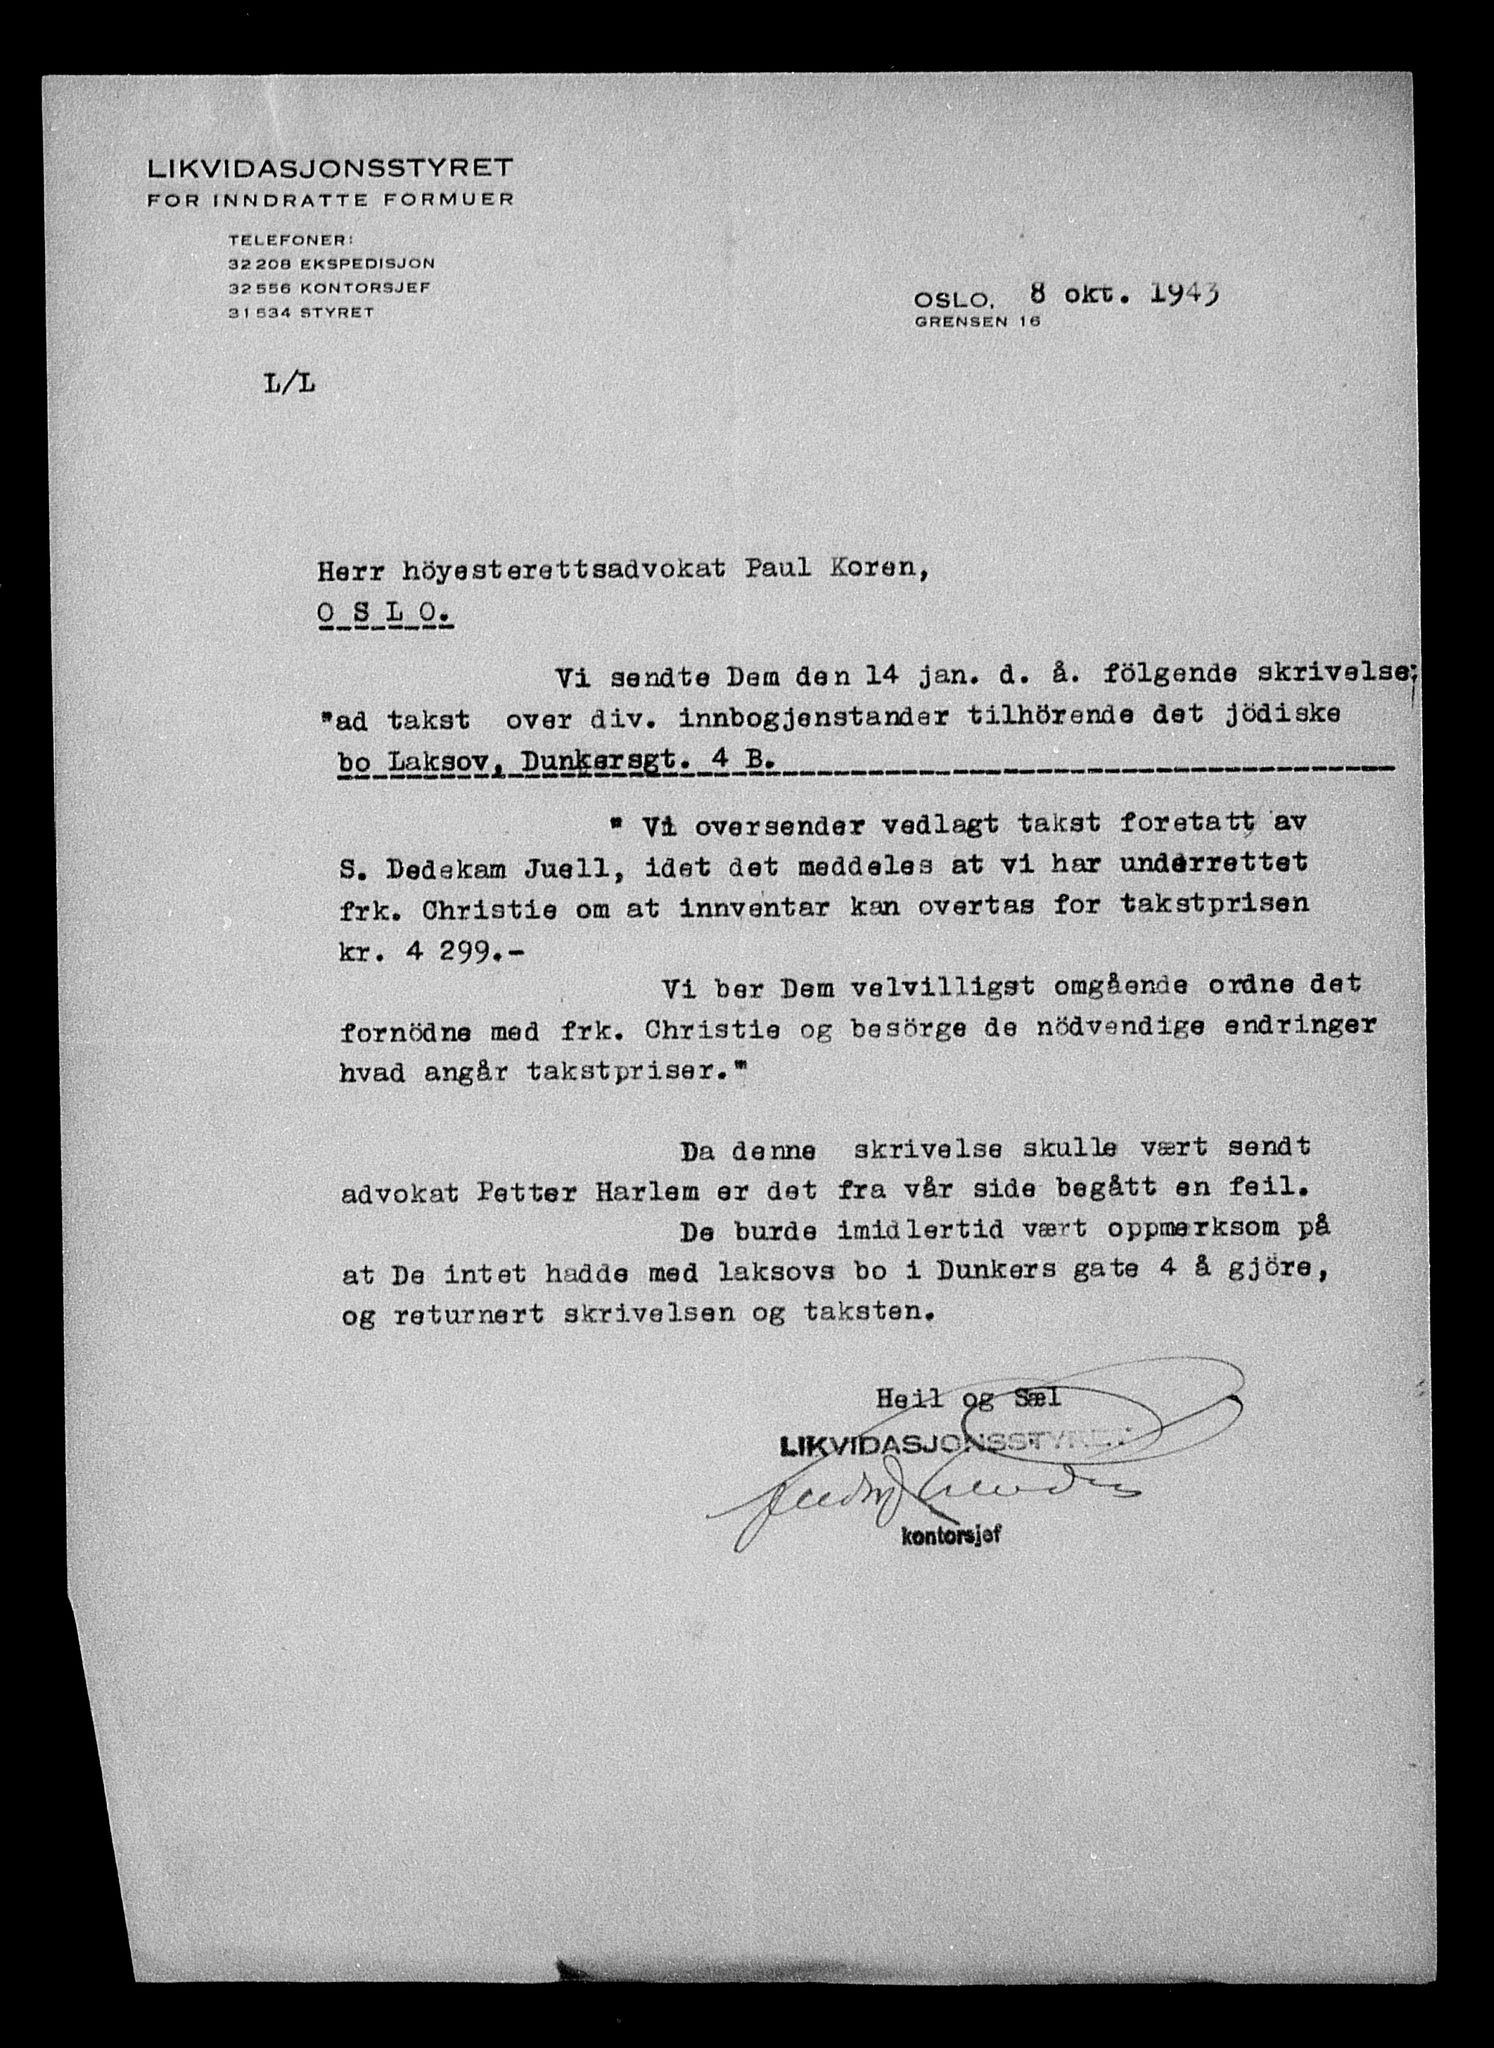 LIKVIDASJONSSTYRET
FOR INNDRATTE FORMUER
TELEFONER:
32208 EKSPEDISJON
32556 KONTORSJEF
31534 STYRET
OSLO, 8 okt. 1943
GRENSEN 16
L/L
Herr höyesterettsadvokat Paul Koren,
O S L O.
Vi sendte Dem den 14 jan. d. å. fölgende skrivelse:
"ad takst over div. innbogjenstander tilhörende det jödiske
bo Laksov, Dunkersgt. 4 B.
" Vi oversender vedlagt takst foretatt av
S. Dedekam Juell, idet det meddeles at vi har underrettet
frk. Christie om at innventar kan overtas for takstprisen
kr. 4 299.-
Vi ber Dem velvilligst omgående ordne det
fornödne med frk. Christie og besörge de nödvendige endringer
hvad angår takstpriser."
Da denne skrivelse skulle vært sendt
advokat Petter Harlem er det fra vår side begått en feil.
De burde imidlertid vært oppmerksom på
at De intet hadde med laksovs bo i Dunkers gate 4 å gjöre,
og returnert skrivelsen og taksten.
Heil og Sæl
LIKVIDASJONSSTYRET
kontorsjef